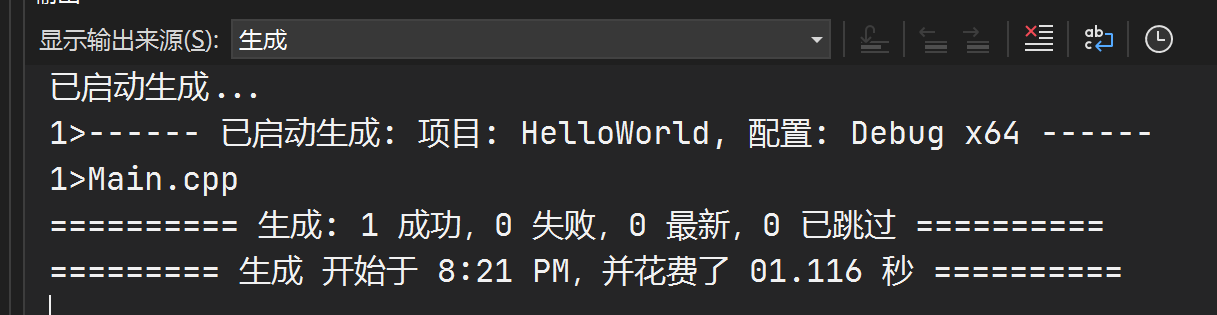 显示输出来源(S): 生成
已启动生成...
1>------ 已启动生成: 项目: HelloWorld, 配置: Debug x64 ------
1>Main.cpp
========== 生成: 1 成功，0 失败，0 最新，0 已跳过 ==========
========= 生成 开始于 8:21 PM，并花费了 01.116 秒 ==========